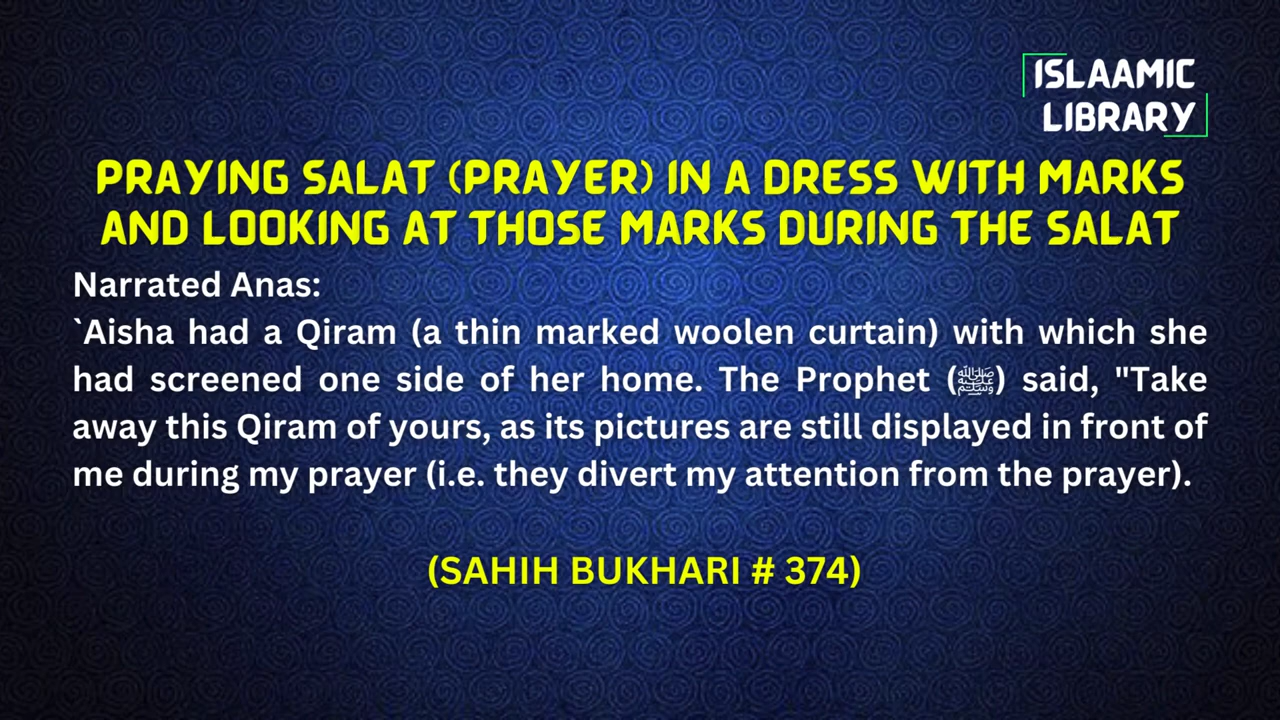 ISLAAMIC
LIBRARY
PRAYING SALAT (PRAYER) IN A DRESS WITH MARKS
AND LOOKING AT THOSE MARKS DURING THE SALAT
Narrated Anas:
`Aisha had a Qiram (a thin marked woolen curtain) with which she
had screened one side of her home. The Prophet (ﷺ) said, "Take
away this Qiram of yours, as its pictures are still displayed in front of
me during my prayer (i.e. they divert my attention from the prayer).
(SAHIH BUKHARI # 374)